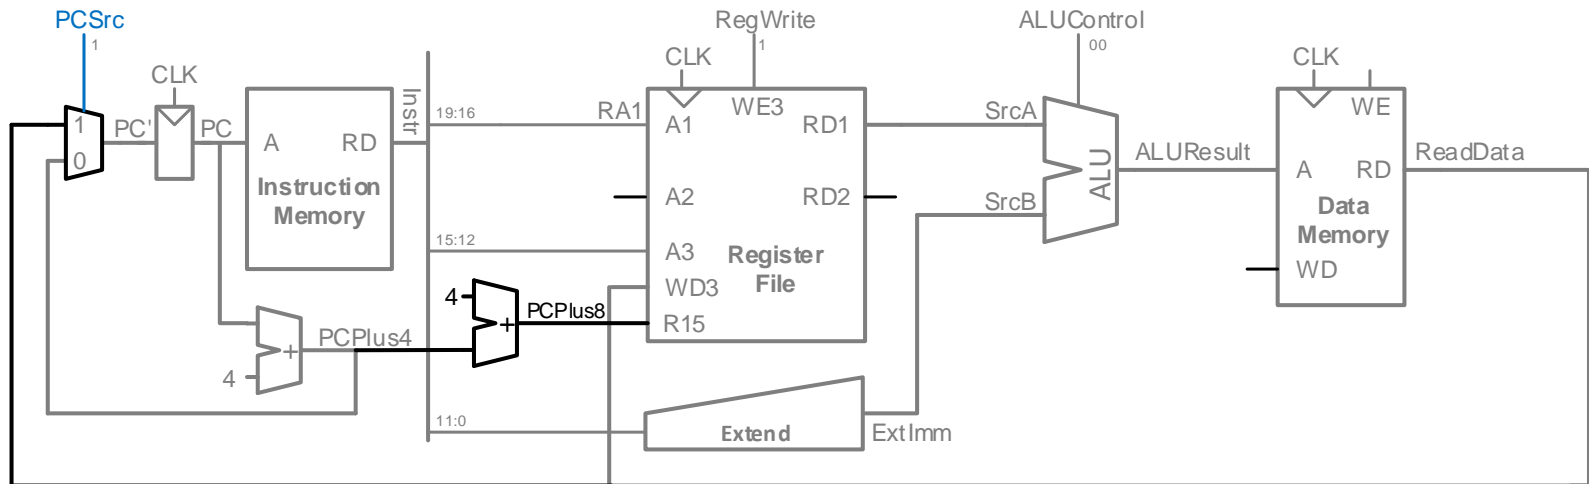 PCSrc
1
RegWrite
1
ALUControl
00
CLK
CLK
CLK
1
0
PC'
PC
A
RD
Instruction
Memory
Instr
19:16
RA1
A1
WE3
RD1
SrcA
A2
RD2
SrcB
ALU
ALUResult
WE
A
RD
ReadData
Data
Memory
WD
15:12
A3
Register
File
WD3
4
+
PCPlus8
R15
PCPlus4
+
4
11:0
Extend
ExtImm